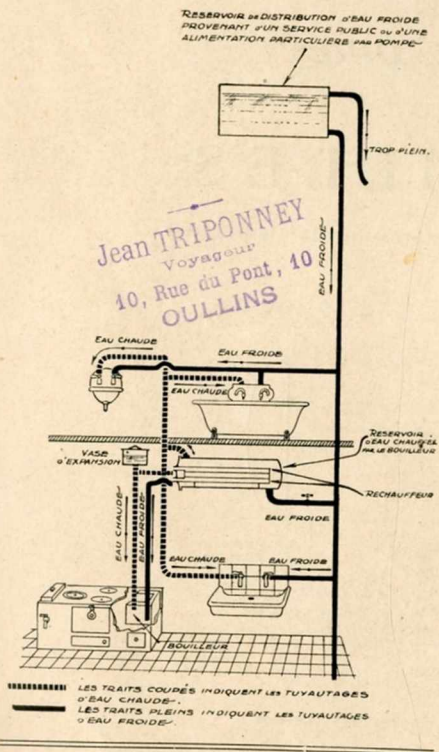 RESERVOIR DE DISTRIBUTION D'EAU FROIDE
PROVENANT D'UN SERVICE PUBLIC OU D'UNE
ALIMENTATION PARTICULIÈRE PAR POMPE
TROP PLEIN.
EAU FROIDE
Jean TRIPONNEY
Voyageur
10, Rue du Pont, 10
OULLINS
EAU CHAUDE
EAU FROIDE
EAU CHAUDE
RESERVOIR
D'EAU CHAUFFÉE
PAR LE BOUILLEUR
VASE
D'EXPANSION
RECHAUFFEUR
EAU CHAUDE
EAU FROIDE
EAU FROIDE
EAU CHAUDE
EAU FROIDE
BOUILLEUR
LES TRAITS COUPÉS INDIQUENT LES TUYAUTAGES
D'EAU CHAUDE.
LES TRAITS PLEINS INDIQUENT LES TUYAUTAGES
D'EAU FROIDE.